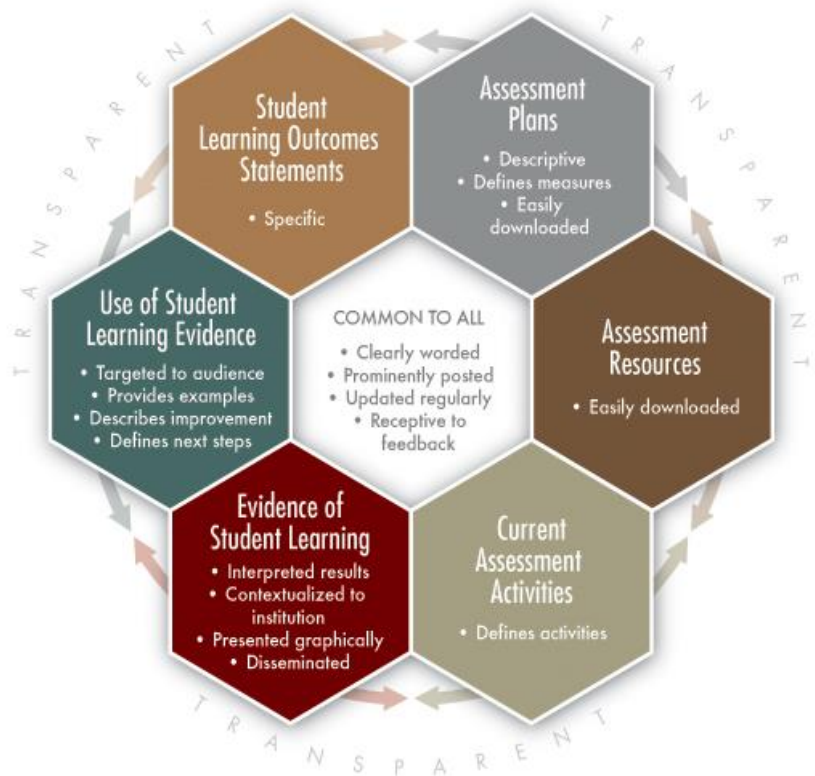 TRANSPARENT
TRANSPARENT
Student
Learning Outcomes
Statements
• Specific
Assessment
Plans
• Descriptive
• Defines measures
• Easily
downloaded
Use of Student
Learning Evidence
• Targeted to audience
• Provides examples
• Describes improvement
• Defines next steps
COMMON TO ALL
• Clearly worded
• Prominently posted
• Updated regularly
• Receptive to
feedback
Assessment
Resources
• Easily downloaded
Evidence of
Student Learning
• Interpreted results
• Contextualized to
institution
• Presented graphically
• Disseminated
Current
Assessment
Activities
• Defines activities
TRANSPARENT